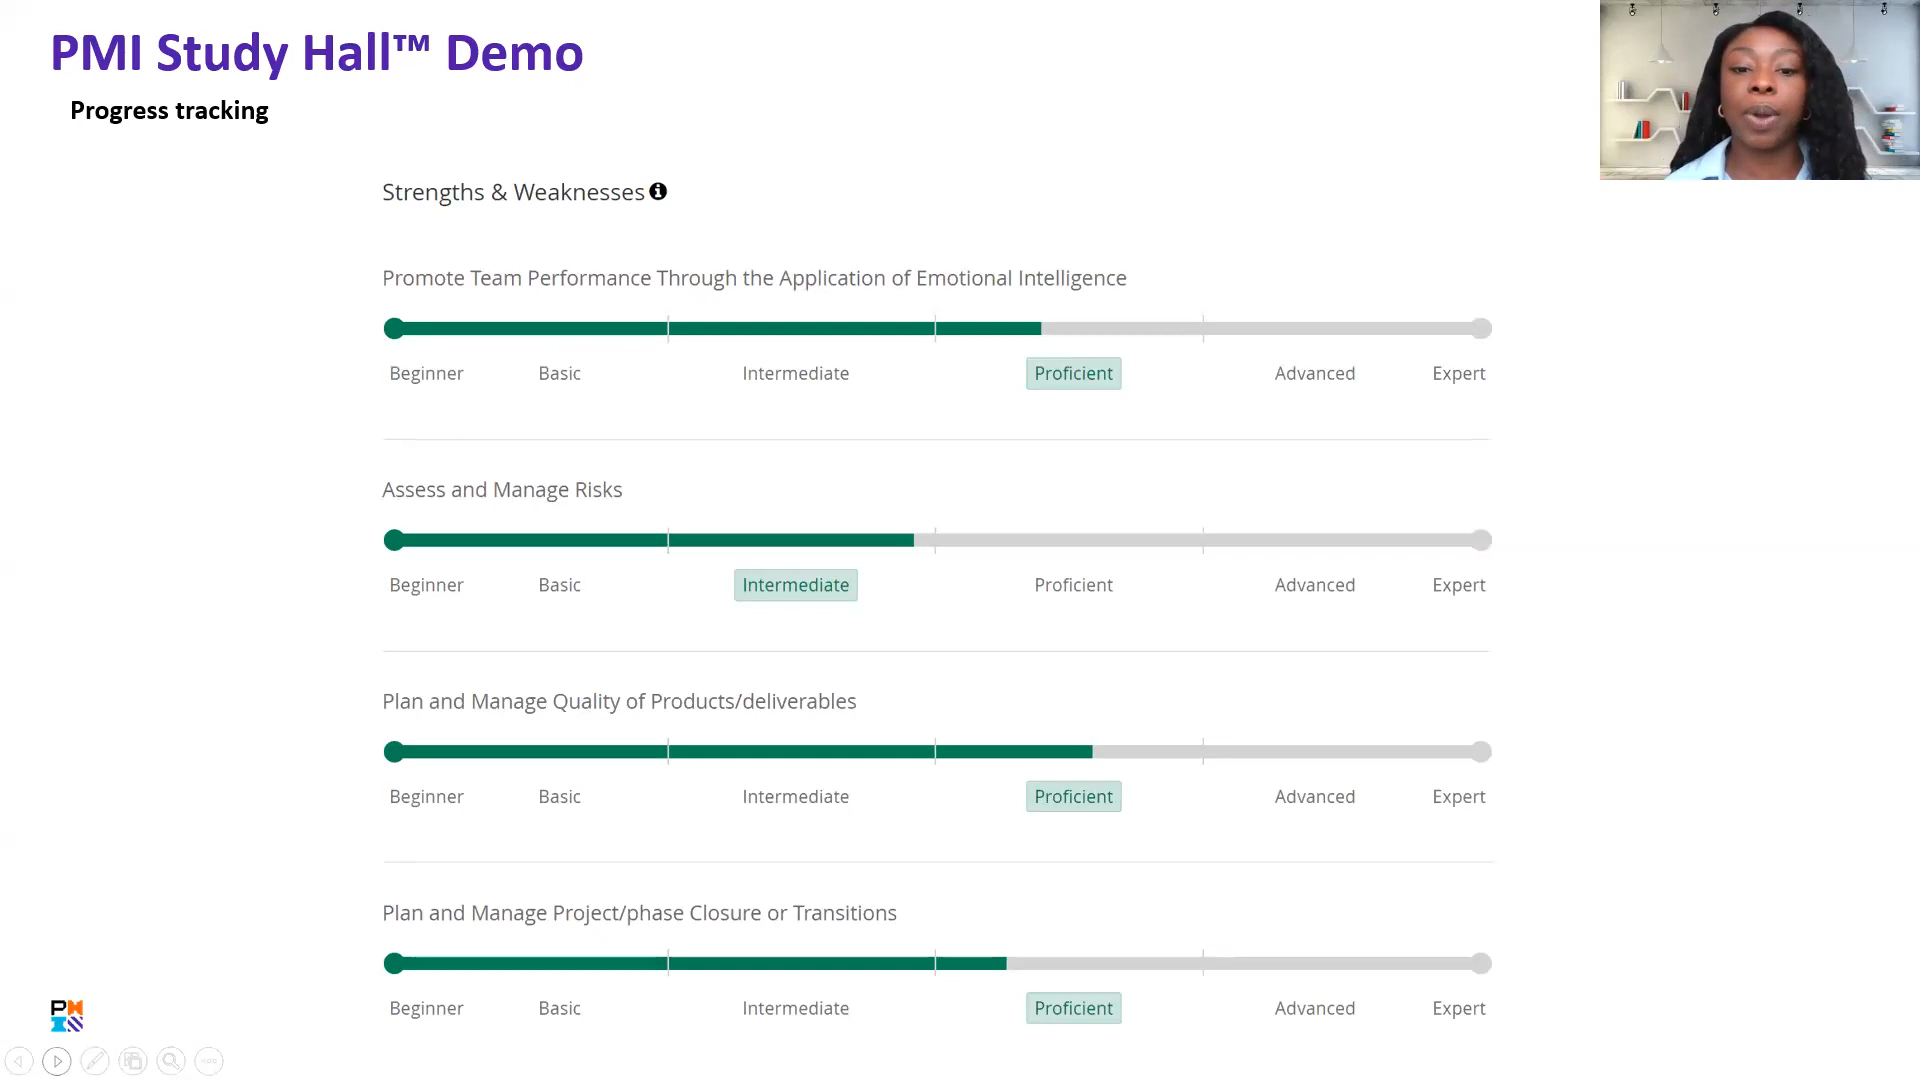 PMI Study Hall™ Demo
Progress tracking
Strengths & Weaknesses
Promote Team Performance Through the Application of Emotional Intelligence
Beginner Basic Intermediate Proficient Advanced Expert
Assess and Manage Risks
Beginner Basic Intermediate Proficient Advanced Expert
Plan and Manage Quality of Products/deliverables
Beginner Basic Intermediate Proficient Advanced Expert
Plan and Manage Project/phase Closure or Transitions
Beginner Basic Intermediate Proficient Advanced Expert